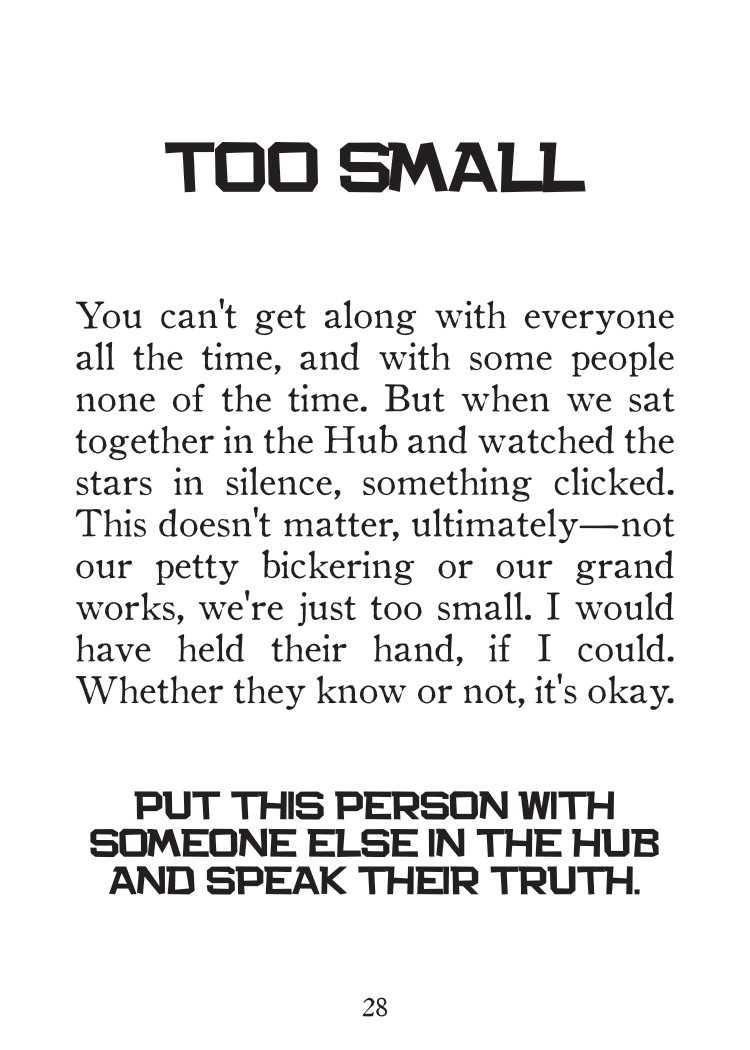 TOO SMALL
You can't get along with everyone
all the time, and with some people
none of the time. But when we sat
together in the Hub and watched the
stars in silence, something clicked.
This doesn't matter, ultimately—not
our petty bickering or our grand
works, we're just too small. I would
have held their hand, if I could.
Whether they know or not, it's okay.
PUT THIS PERSON WITH
SOMEONE ELSE IN THE HUB
AND SPEAK THEIR TRUTH.
28